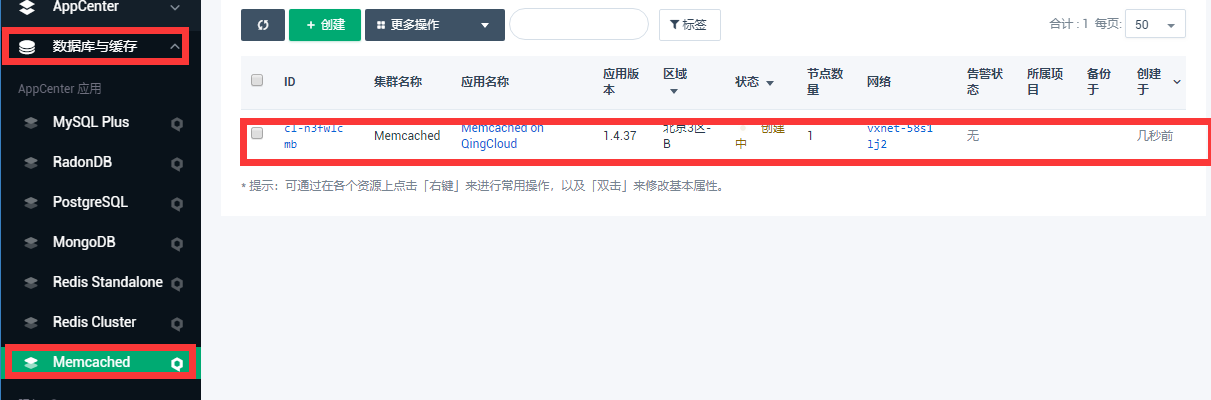 AppCenter
数据库与缓存
AppCenter 应用
MySQL Plus
RadonDB
PostgreSQL
MongoDB
Redis Standalone
Redis Cluster
Memcached
+ 创建
更多操作
标签
合计 : 1 每页: 50
ID
集群名称
应用名称
应用版
本
区域
状态
节点数
量
网络
告警状
态
所属项
目
备份
于
创建
于
mb
Memcached
Memcached on
QingCloud
1.4.37
北京3区-
B
创建
中
1
vxnet-58s1
lj2
无
几秒前
* 提示：可通过在各个资源上点击「右键」来进行常用操作，以及「双击」来修改基本属性。